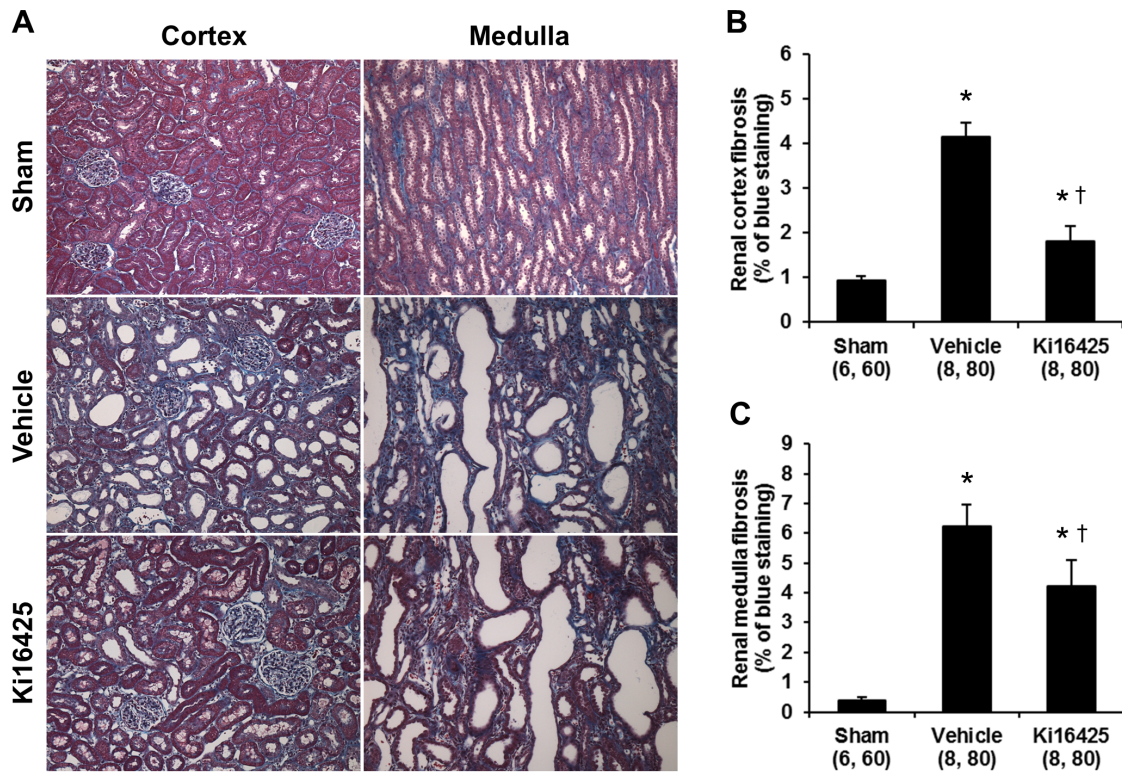 A
Cortex
Medulla
Sham
Vehicle
Ki16425
B
Renal cortex fibrosis
(% of blue staining)
6
5
4
3
2
1
0
*
* †
Sham
(6, 60)
Vehicle
(8, 80)
Ki16425
(8, 80)
C
Renal medulla fibrosis
(% of blue staining)
9
8
7
6
5
4
3
2
1
0
*
* †
Sham
(6, 60)
Vehicle
(8, 80)
Ki16425
(8, 80)